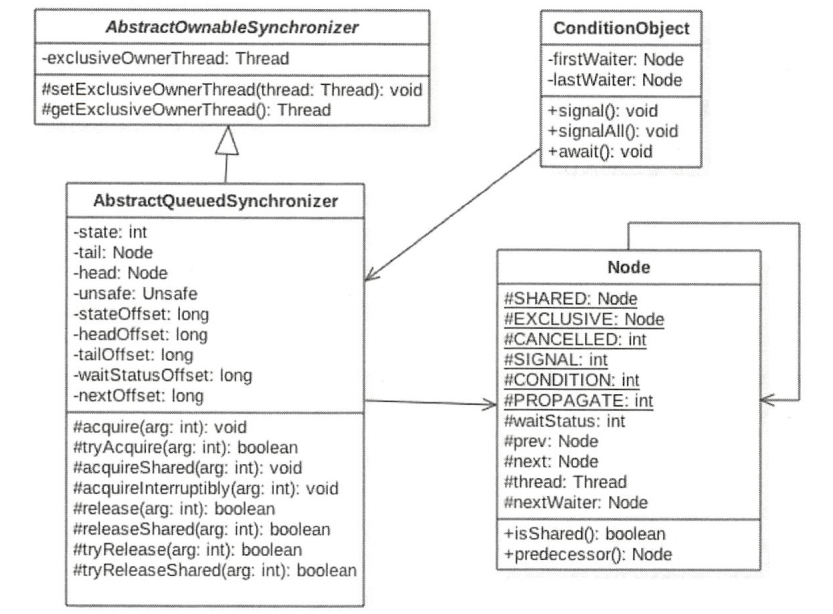 AbstractOwnableSynchronizer
-exclusiveOwnerThread: Thread
#setExclusiveOwnerThread(thread: Thread): void
#getExclusiveOwnerThread(): Thread
ConditionObject
-firstWaiter: Node
-lastWaiter: Node
+signal(): void
+signalAll(): void
+await(): void
AbstractQueuedSynchronizer
-state: int
-tail: Node
-head: Node
-unsafe: Unsafe
-stateOffset: long
-headOffset: long
-tailOffset: long
-waitStatusOffset: long
-nextOffset: long
#acquire(arg: int): void
#tryAcquire(arg: int): boolean
#acquireShared(arg: int): void
#acquireInterruptibly(arg: int): void
#release(arg: int): boolean
#releaseShared(arg: int): boolean
#tryRelease(arg: int): boolean
#tryReleaseShared(arg: int): boolean
Node
#SHARED: Node
#EXCLUSIVE: Node
#CANCELLED: int
#SIGNAL: int
#CONDITION: int
#PROPAGATE: int
#waitStatus: int
#prev: Node
#next: Node
#thread: Thread
#nextWaiter: Node
+isShared(): boolean
+predecessor(): Node